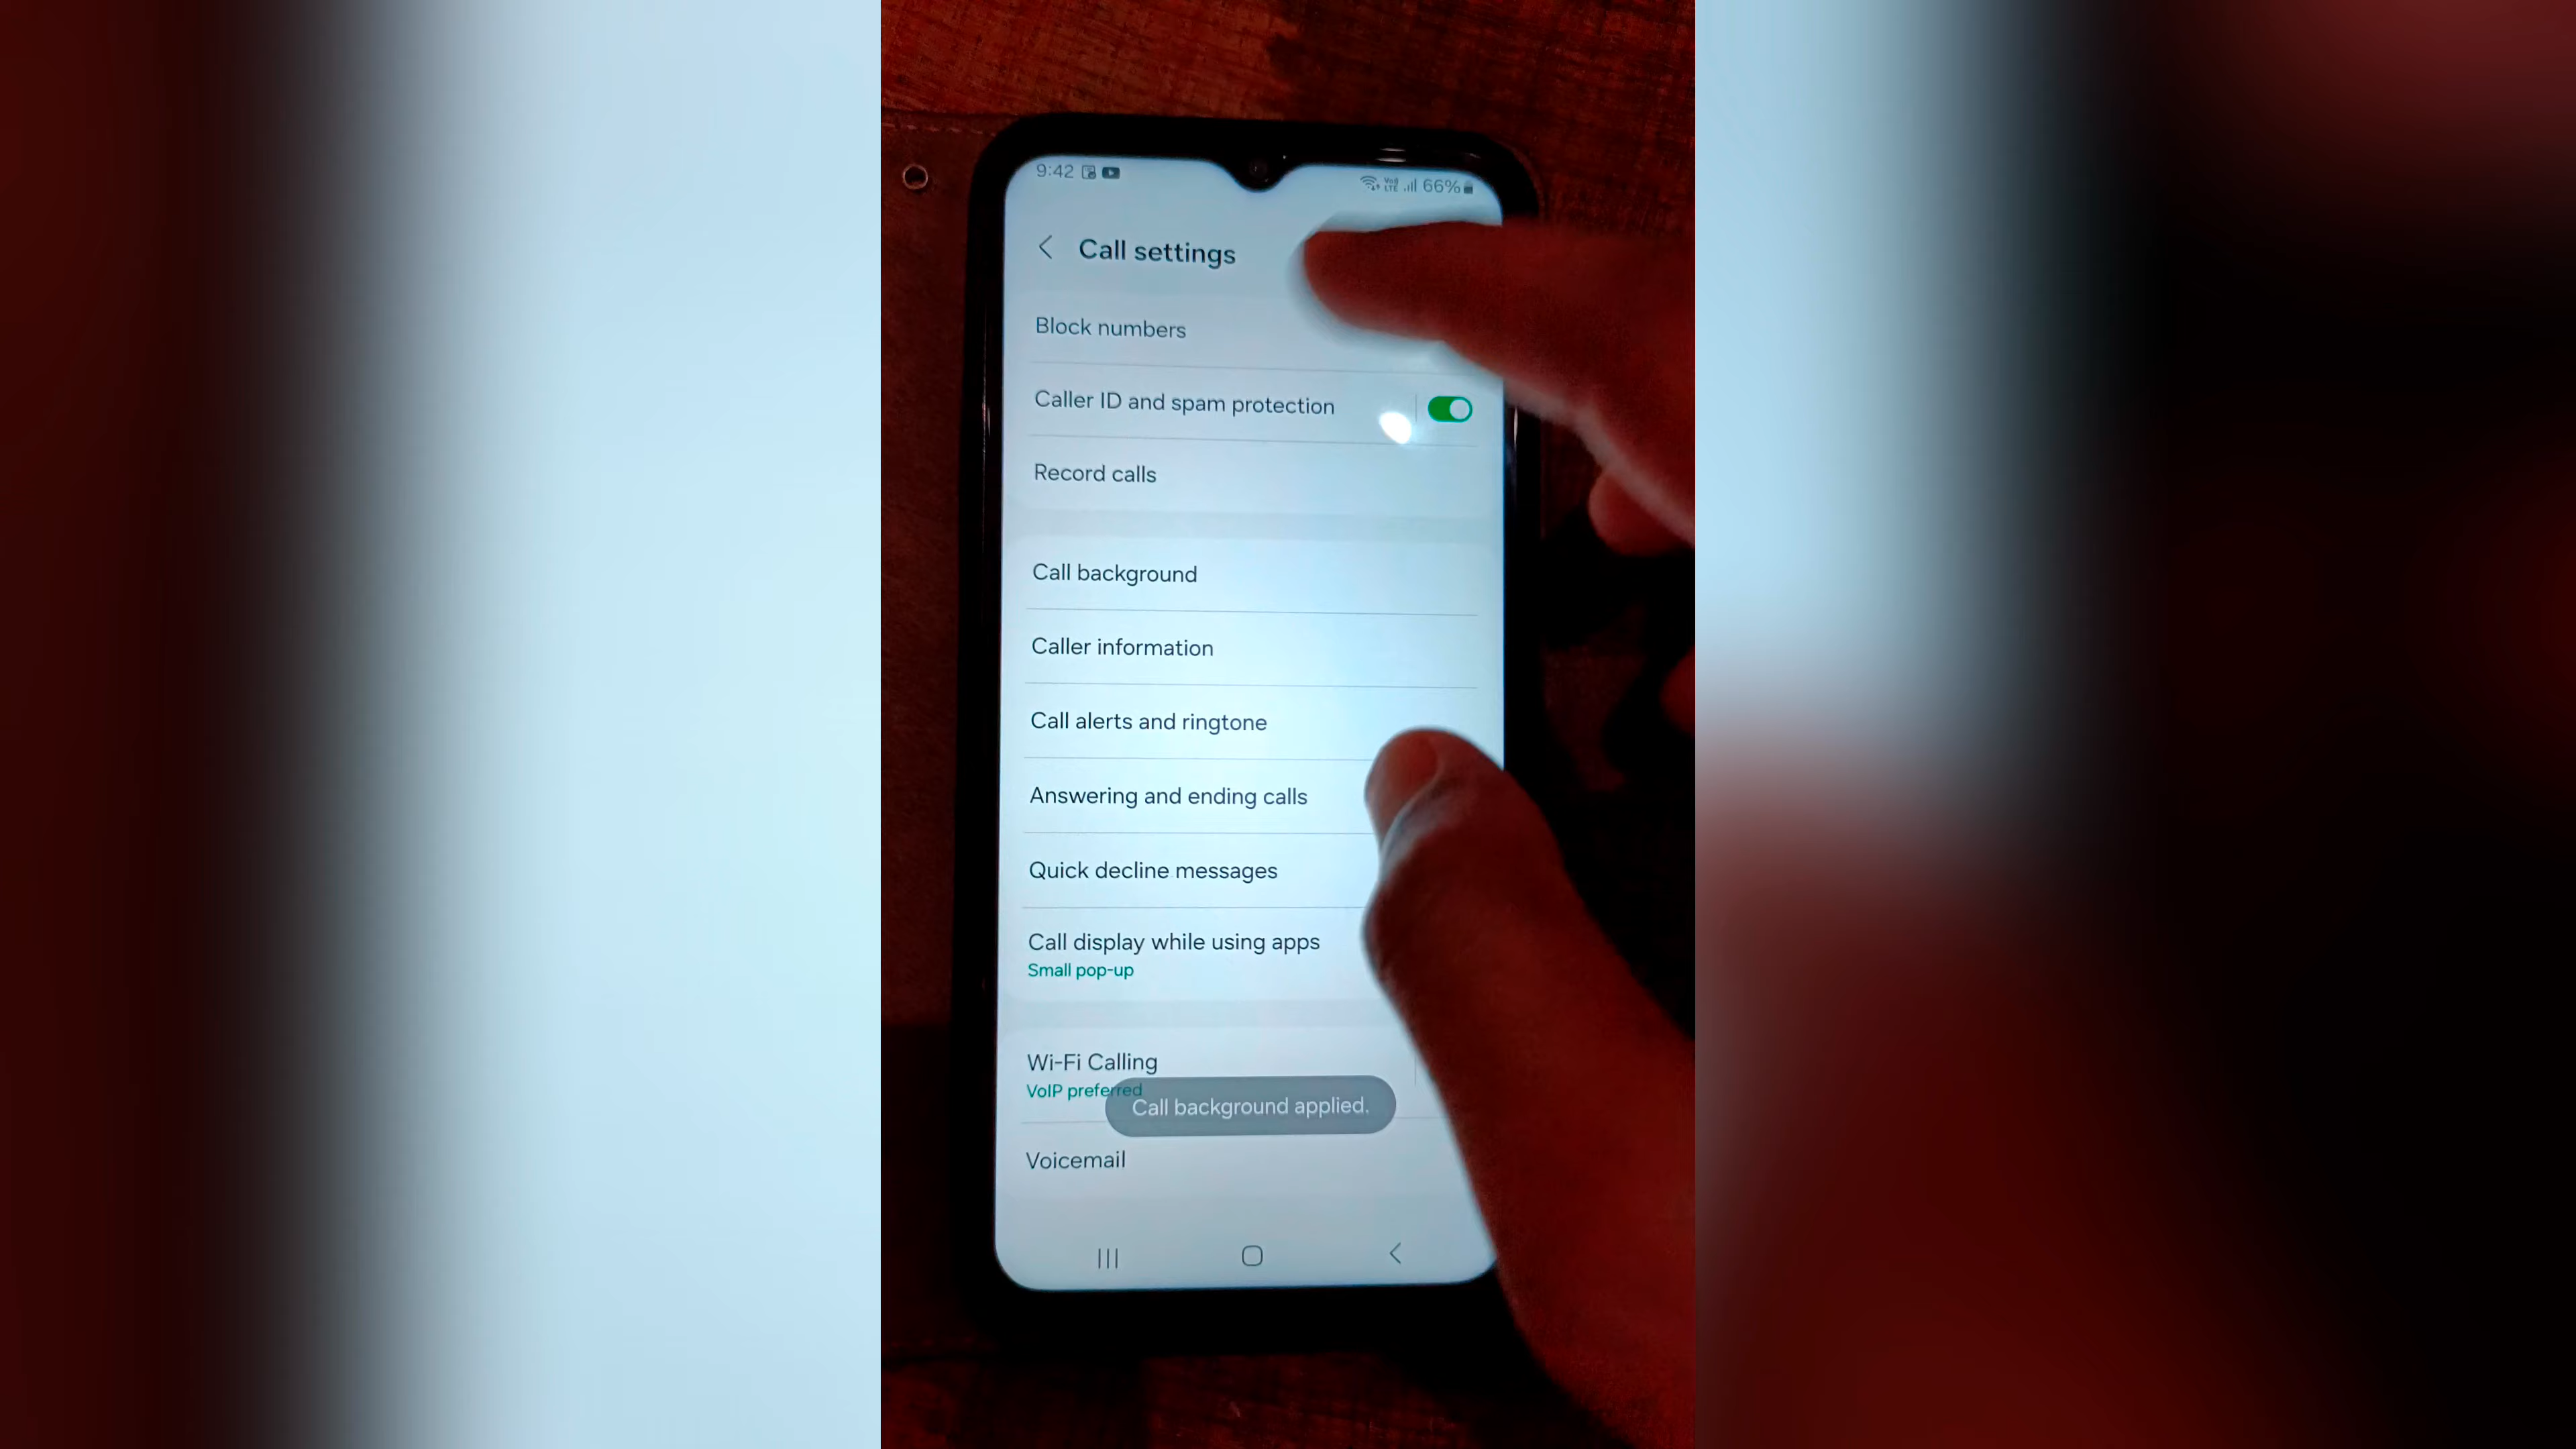 9:42
66%
Call settings
Block numbers
Caller ID and spam protection
Record calls
Call background
Caller information
Call alerts and ringtone
Answering and ending calls
Quick decline messages
Call display while using apps
Small pop-up
Wi-Fi Calling
VoIP preferred
Call background applied.
Voicemail